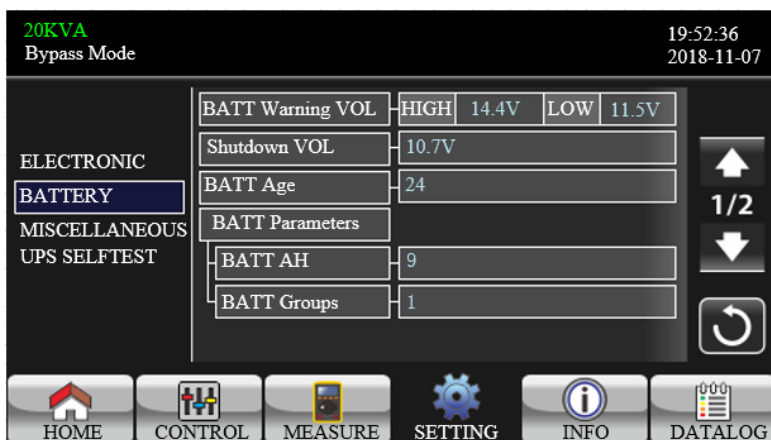 20KVA
Bypass Mode
19:52:36
2018-11-07
ELECTRONIC
BATTERY
MISCELLANEOUS
UPS SELFTEST
BATT Warning VOL HIGH 14.4V LOW 11.5V
Shutdown VOL 10.7V
BATT Age 24
BATT Parameters
BATT AH 9
BATT Groups 1
1/2
HOME CONTROL MEASURE SETTING INFO DATALOG